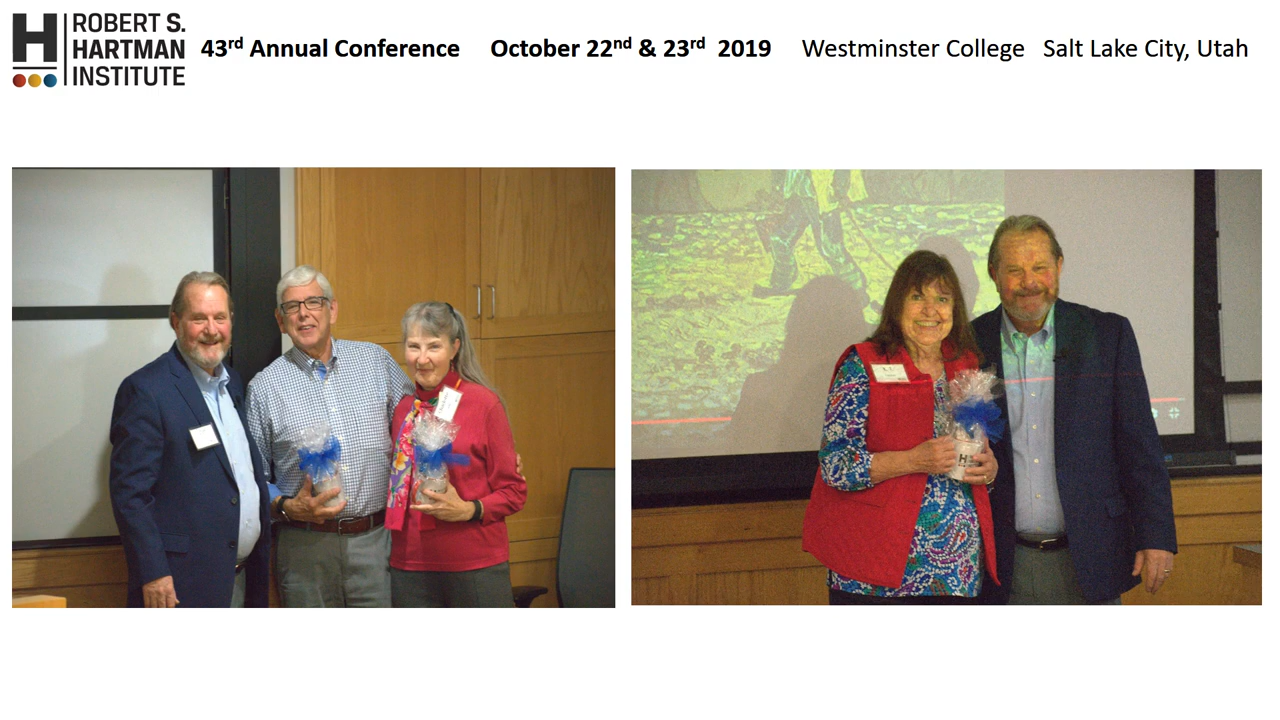 ROBERT S.
HARTMAN
INSTITUTE
43rd Annual Conference October 22nd & 23rd 2019 Westminster College Salt Lake City, Utah
H